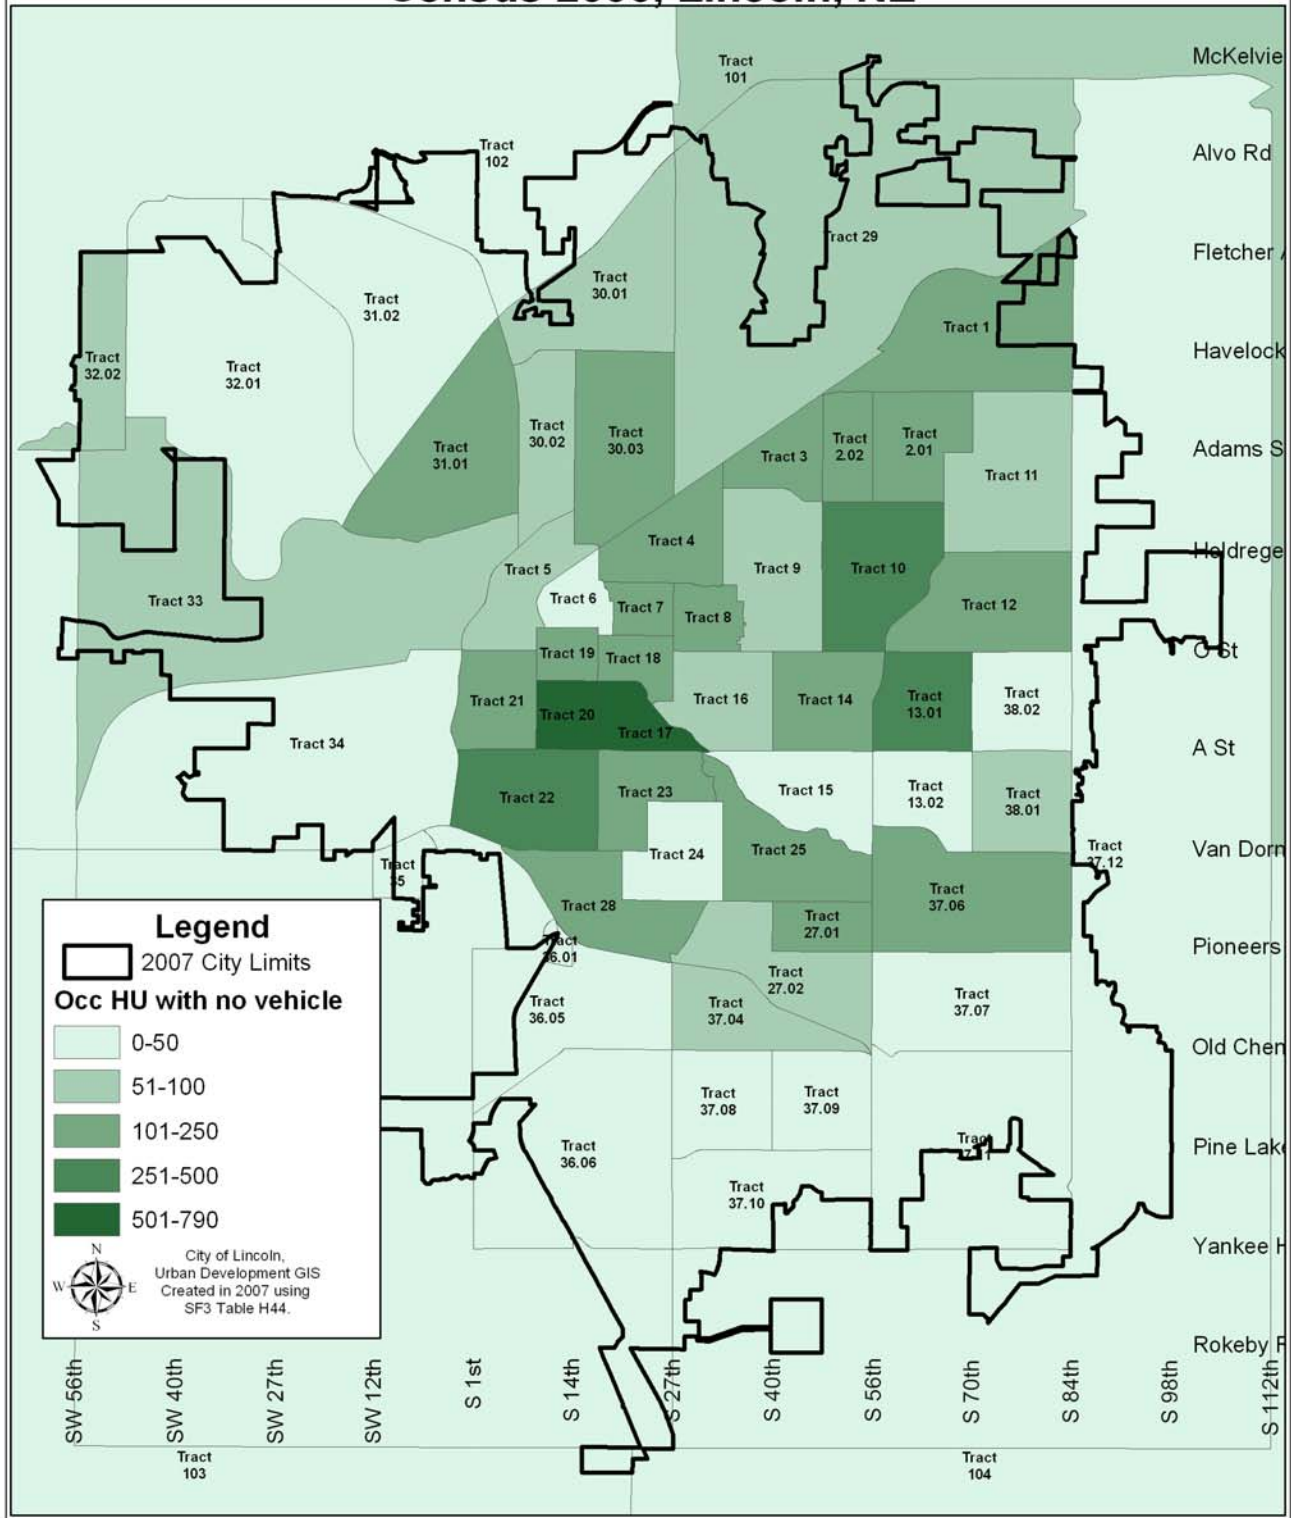 Census 2000, Lincoln, NE
McKelvie
Tract
101
Alvo Rd
Tract
102
Tract 29
Fletcher
Tract
30.01
Tract
31.02
Tract 1
Havelock
Tract
32.02
Tract
32.01
Tract
30.02
Tract
30.03
Tract
31.01
Tract 3
Tract
2.02
Tract
2.01
Adams S
Tract 11
Tract 4
Holdrege
Tract 5
Tract 9
Tract 10
Tract 6
Tract 33
Tract 7
Tract 8
Tract 12
O St
Tract 19
Tract 18
Tract 21
Tract 16
Tract 14
Tract
13.01
Tract
38.02
Tract 20
Tract 17
Tract 34
A St
Tract 22
Tract 23
Tract 15
Tract
13.02
Tract
38.01
Tract 24
Tract 25
Tract
37.12
Van Dorn
Tract
35
Tract 28
Tract
37.06
Tract
27.01
Tract
36.01
Pioneers
Tract
27.02
Tract
36.05
Tract
37.04
Tract
37.07
Old Chen
Tract
37.08
Tract
37.09
Tract
36.06
Tract
37.11
Pine Lake
Tract
37.10
Yankee H
Rokeby R
Legend
2007 City Limits
Occ HU with no vehicle
0-50
51-100
101-250
251-500
501-790
N
W
E
S
City of Lincoln,
Urban Development GIS
Created in 2007 using
SF3 Table H44.
SW 56th
SW 40th
SW 27th
SW 12th
S 1st
S 14th
S 27th
S 40th
S 56th
S 70th
S 84th
S 98th
S 112th
Tract
103
Tract
104